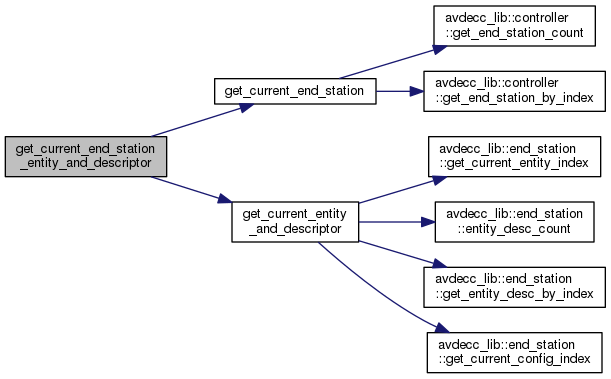 get_current_end_station
_entity_and_descriptor
get_current_end_station
avdecc_lib::controller
::get_end_station_count
avdecc_lib::controller
::get_end_station_by_index
get_current_entity
_and_descriptor
avdecc_lib::end_station
::get_current_entity_index
avdecc_lib::end_station
::entity_desc_count
avdecc_lib::end_station
::get_entity_desc_by_index
avdecc_lib::end_station
::get_current_config_index